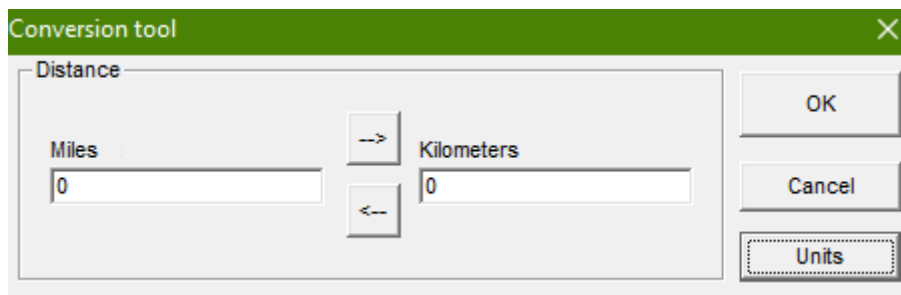 Conversion tool
Distance
Miles
0
-->
<--
Kilometers
0
OK
Cancel
Units